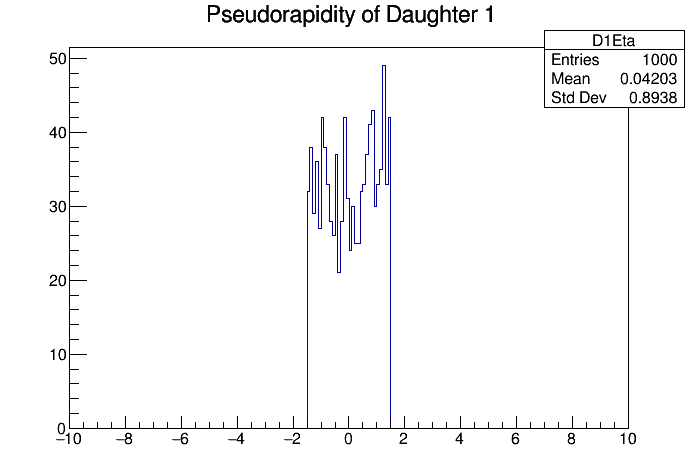 Pseudorapidity of Daughter 1
D1Eta
Entries 1000
Mean 0.04203
Std Dev 0.8938
50
40
30
20
10
0
−10 −8 −6 −4 −2 0 2 4 6 8 10